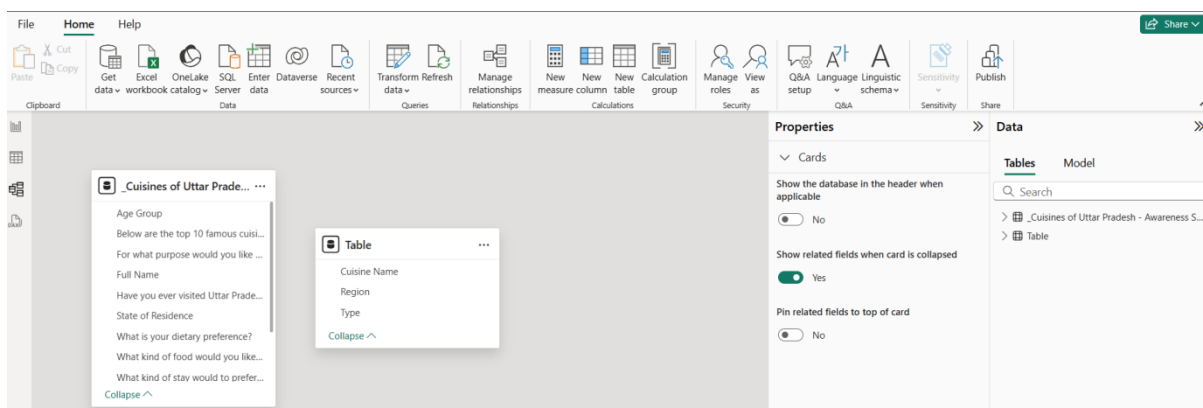 File Home Help Share
Paste Cut Copy
Get data Excel workbook OneLake catalog SQL Server Enter data Dataverse Recent sources Transform data Refresh Manage relationships New measure New column New table Calculation group Manage roles View as Q&A setup Language Linguistic schema Sensitivity Publish
Clipboard Data Queries Relationships Calculations Security Q&A Sensitivity Share
Properties
Cards
Show the database in the header when applicable
No
Show related fields when card is collapsed
Yes
Pin related fields to top of card
No
Data
Tables Model
Search
_Cuisines of Uttar Pradesh - Awareness S...
Table
_Cuisines of Uttar Prade... ...
Age Group
Below are the top 10 famous cuisi...
For what purpose would you like ...
Full Name
Have you ever visited Uttar Prade...
State of Residence
What is your dietary preference?
What kind of food would you like...
What kind of stay would to prefer...
Collapse
Table ...
Cuisine Name
Region
Type
Collapse